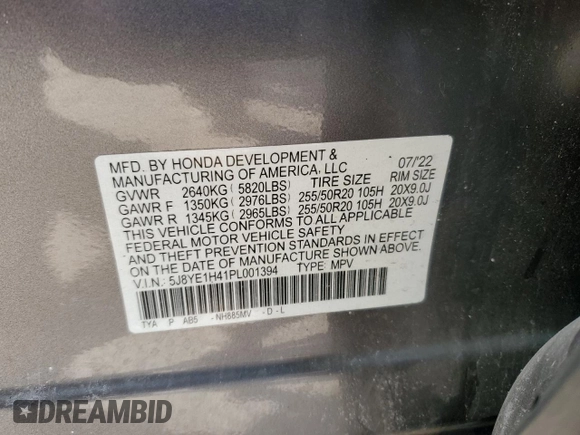 MFD. BY HONDA DEVELOPMENT & 07/'22
MANUFACTURING OF AMERICA, LLC
GVWR 2640KG ( 5820LBS) TIRE SIZE RIM SIZE
GAWR F 1350KG ( 2976LBS) 255/50R20 105H 20X9.0J
GAWR R 1345KG ( 2965LBS) 255/50R20 105H 20X9.0J
THIS VEHICLE CONFORMS TO ALL APPLICABLE
FEDERAL MOTOR VEHICLE SAFETY
AND THEFT PREVENTION STANDARDS IN EFFECT
ON THE DATE OF MANUFACTURE SHOWN ABOVE.
V.I.N.: 5J8YE1H41PL001394 TYPE: MPV
TYA P AB5 -NH885MV -D-L
DREAMBID